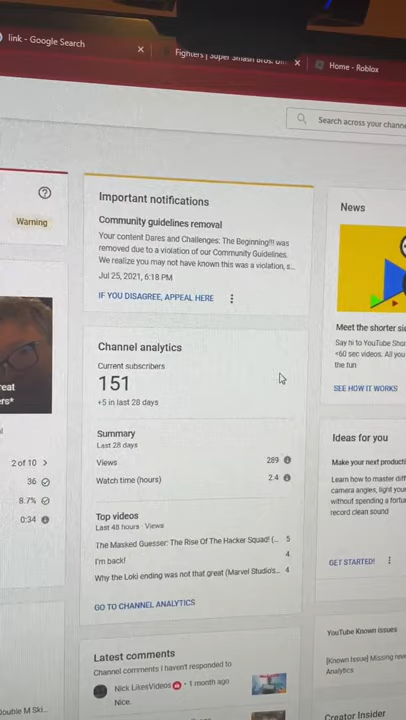 link - Google Search
Fighters | Super Smash Bros.
Home - Roblox
Search across your channe
Warning
Important notifications
Community guidelines removal
Your content Dares and Challenges: The Beginning!!! was
removed due to a violation of our Community Guidelines.
We realize you may not have known this was a violation, s...
Jul 25, 2021, 6:18 PM
IF YOU DISAGREE, APPEAL HERE
News
Meet the shorter si
Say hi to YouTube Shor
<60 sec videos. All you
the fun
SEE HOW IT WORKS
Channel analytics
Current subscribers
151
+5 in last 28 days
Summary
Last 28 days
Views 289
Watch time (hours) 2.4
Top videos
Last 48 hours · Views
The Masked Guesser: The Rise Of The Hacker Squad! (... 5
I'm back! 4
Why the Loki ending was not that great (Marvel Studio's... 4
GO TO CHANNEL ANALYTICS
reat
rs*
2 of 10
36
8.7%
0:34
Ideas for you
Make your next producti
Learn how to master diff
camera angles, light your
without spending a fortu
record clean sound
GET STARTED!
Latest comments
Channel comments I haven't responded to
Nick LikesVideos · 1 month ago
Nice.
YouTube Known Issues
[Known Issue] Missing rev
Analytics
Creator Insider
Double M Ski...